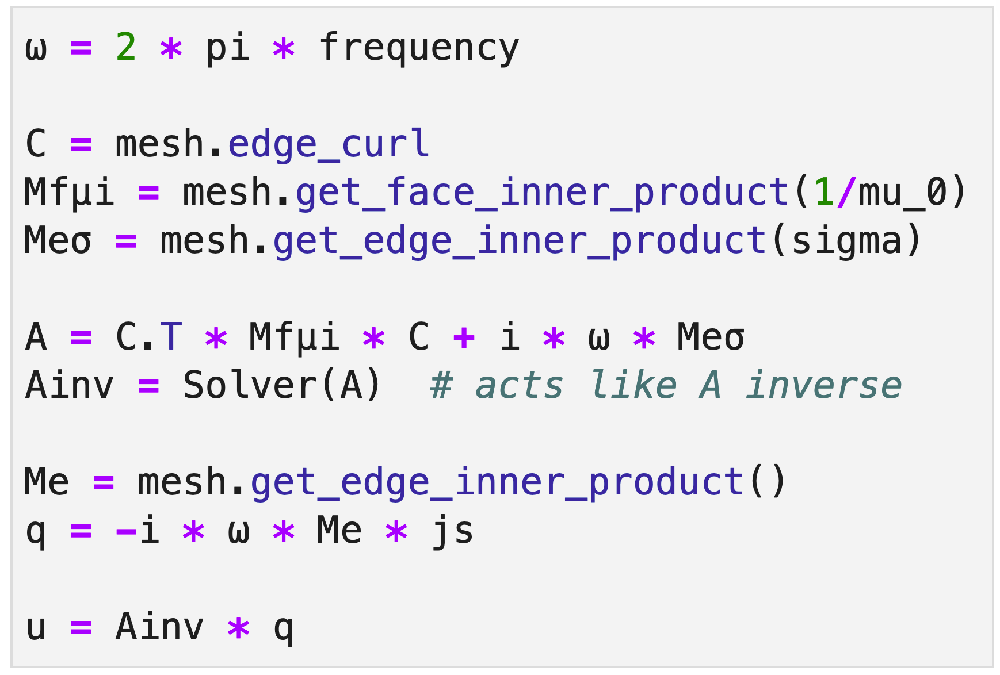 ω = 2 * pi * frequency
C = mesh.edge_curl
Mfμi = mesh.get_face_inner_product(1/mu_0)
Meσ = mesh.get_edge_inner_product(sigma)
A = C.T * Mfμi * C + i * ω * Meσ
Ainv = Solver(A)  # acts like A inverse
Me = mesh.get_edge_inner_product()
q = -i * ω * Me * js
u = Ainv * q